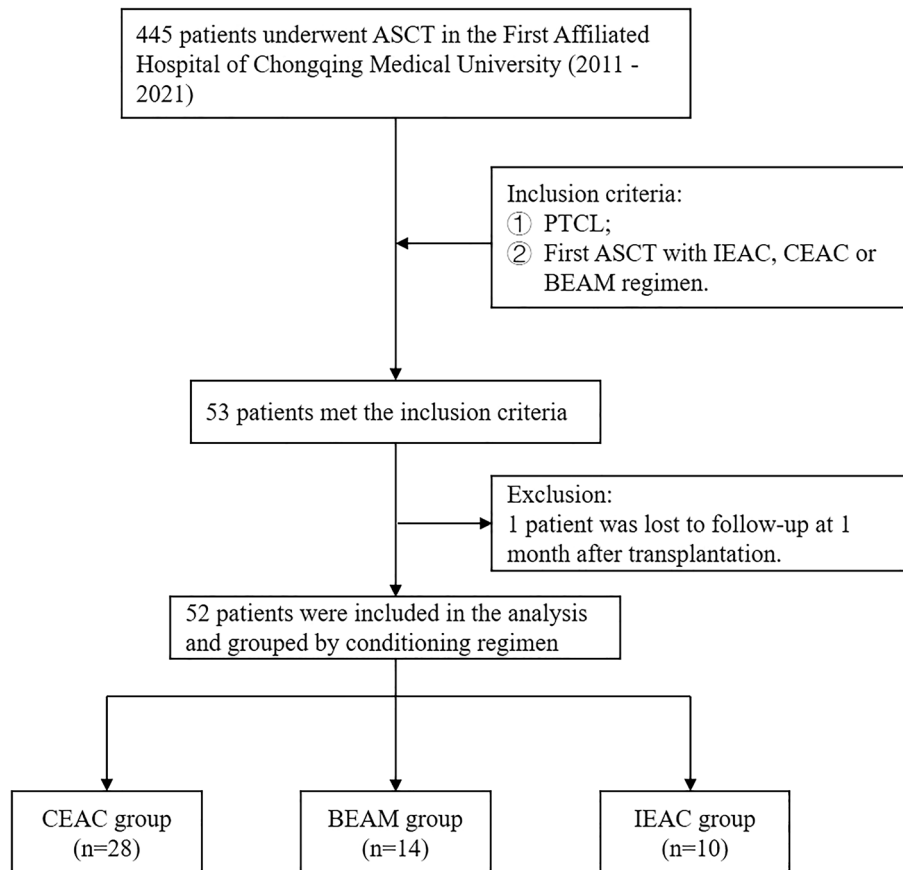 445 patients underwent ASCT in the First Affiliated
Hospital of Chongqing Medical University (2011 -
2021)
Inclusion criteria:
① PTCL;
② First ASCT with IEAC, CEAC or
BEAM regimen.
53 patients met the inclusion criteria
Exclusion:
1 patient was lost to follow-up at 1
month after transplantation.
52 patients were included in the analysis
and grouped by conditioning regimen
CEAC group
(n=28)
BEAM group
(n=14)
IEAC group
(n=10)